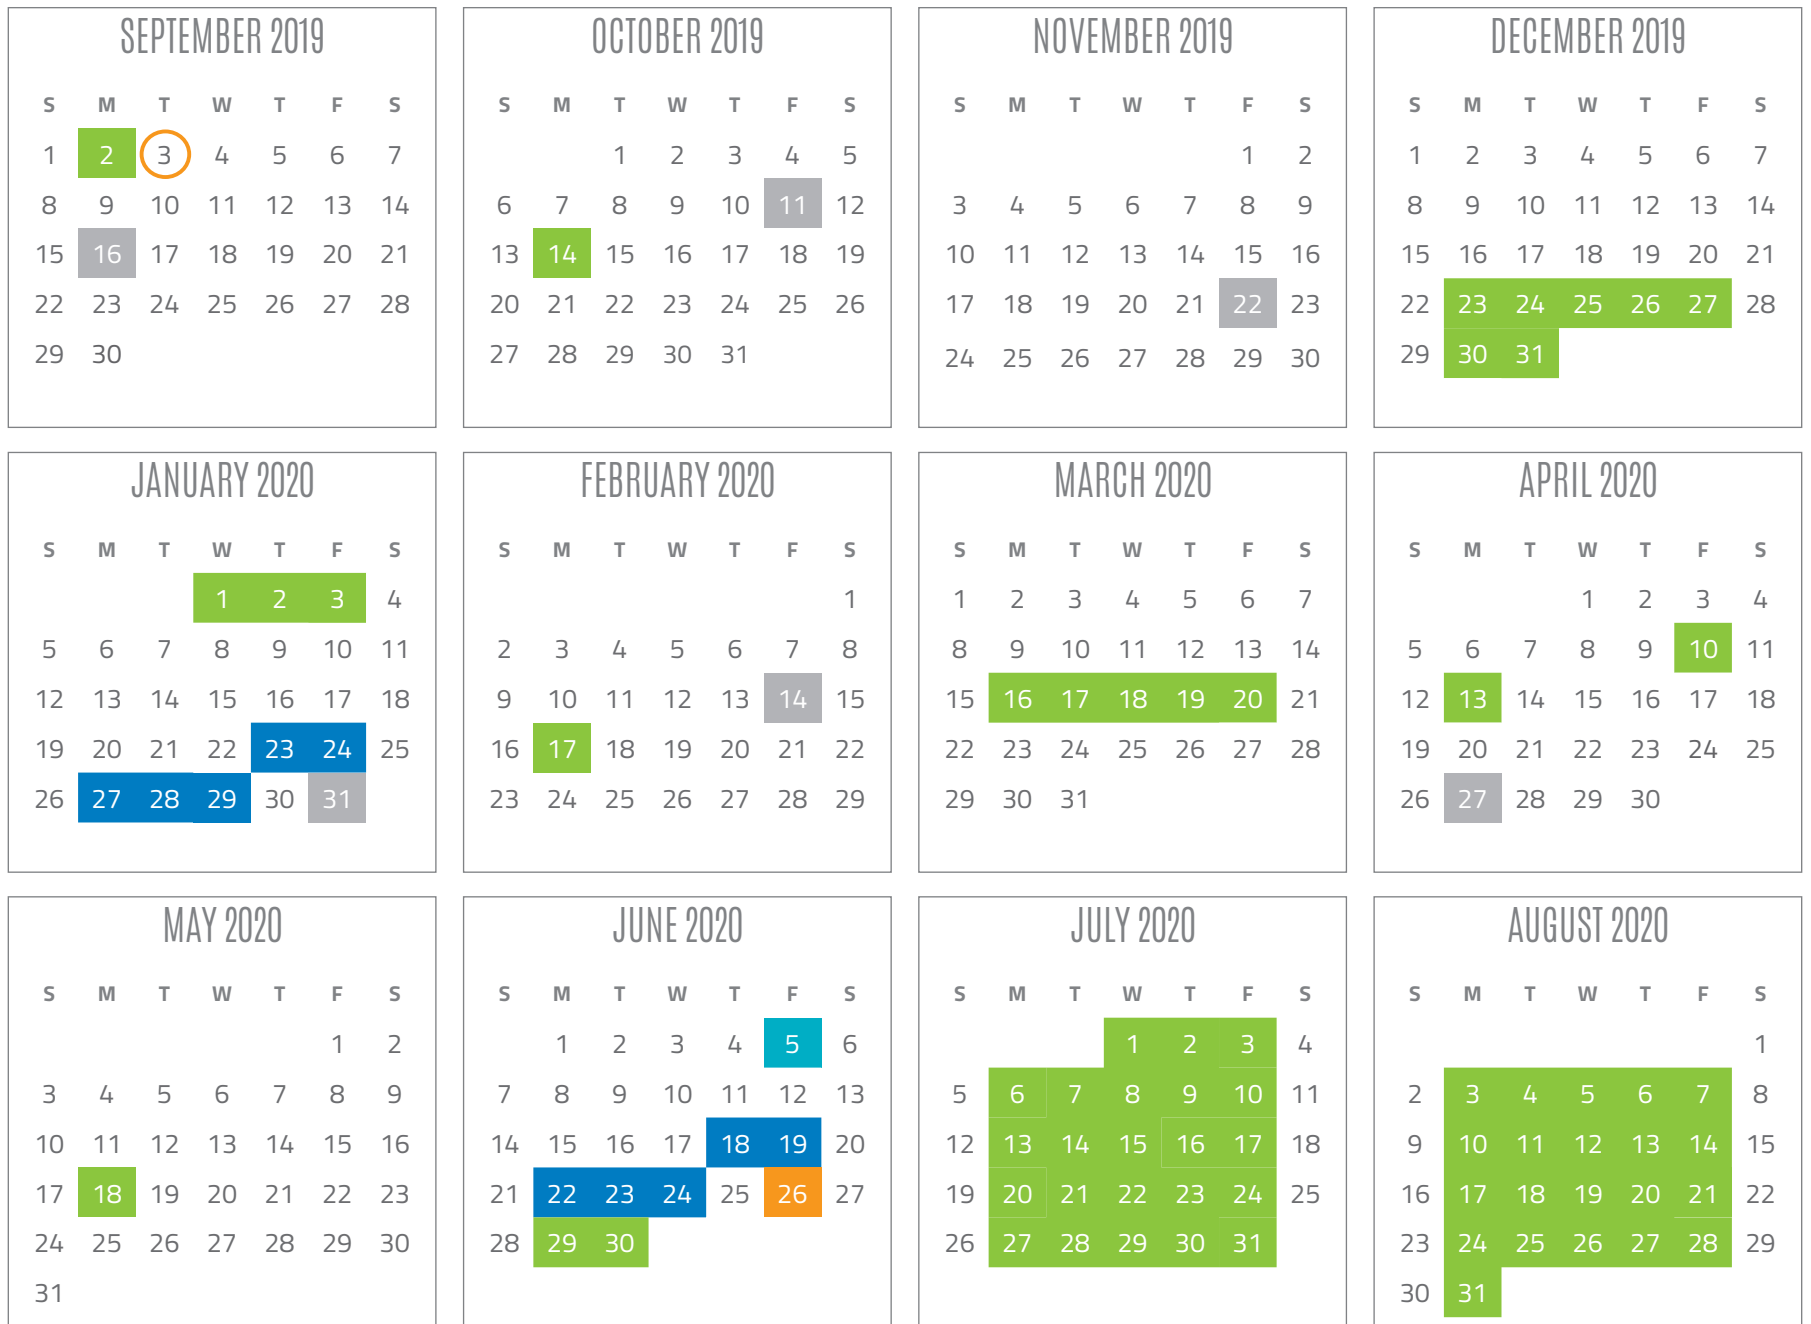 SEPTEMBER 2019
S M T W T F S
1 2 3 4 5 6 7
8 9 10 11 12 13 14
15 16 17 18 19 20 21
22 23 24 25 26 27 28
29 30
OCTOBER 2019
S M T W T F S
1 2 3 4 5
6 7 8 9 10 11 12
13 14 15 16 17 18 19
20 21 22 23 24 25 26
27 28 29 30 31
NOVEMBER 2019
S M T W T F S
1 2
3 4 5 6 7 8 9
10 11 12 13 14 15 16
17 18 19 20 21 22 23
24 25 26 27 28 29 30
DECEMBER 2019
S M T W T F S
1 2 3 4 5 6 7
8 9 10 11 12 13 14
15 16 17 18 19 20 21
22 23 24 25 26 27 28
29 30 31
JANUARY 2020
S M T W T F S
1 2 3 4
5 6 7 8 9 10 11
12 13 14 15 16 17 18
19 20 21 22 23 24 25
26 27 28 29 30 31
FEBRUARY 2020
S M T W T F S
1
2 3 4 5 6 7 8
9 10 11 12 13 14 15
16 17 18 19 20 21 22
23 24 25 26 27 28 29
MARCH 2020
S M T W T F S
1 2 3 4 5 6 7
8 9 10 11 12 13 14
15 16 17 18 19 20 21
22 23 24 25 26 27 28
29 30 31
APRIL 2020
S M T W T F S
1 2 3 4
5 6 7 8 9 10 11
12 13 14 15 16 17 18
19 20 21 22 23 24 25
26 27 28 29 30
MAY 2020
S M T W T F S
1 2
3 4 5 6 7 8 9
10 11 12 13 14 15 16
17 18 19 20 21 22 23
24 25 26 27 28 29 30
31
JUNE 2020
S M T W T F S
1 2 3 4 5 6
7 8 9 10 11 12 13
14 15 16 17 18 19 20
21 22 23 24 25 26 27
28 29 30
JULY 2020
S M T W T F S
1 2 3 4
5 6 7 8 9 10 11
12 13 14 15 16 17 18
19 20 21 22 23 24 25
26 27 28 29 30 31
AUGUST 2020
S M T W T F S
1
2 3 4 5 6 7 8
9 10 11 12 13 14 15
16 17 18 19 20 21 22
23 24 25 26 27 28 29
30 31